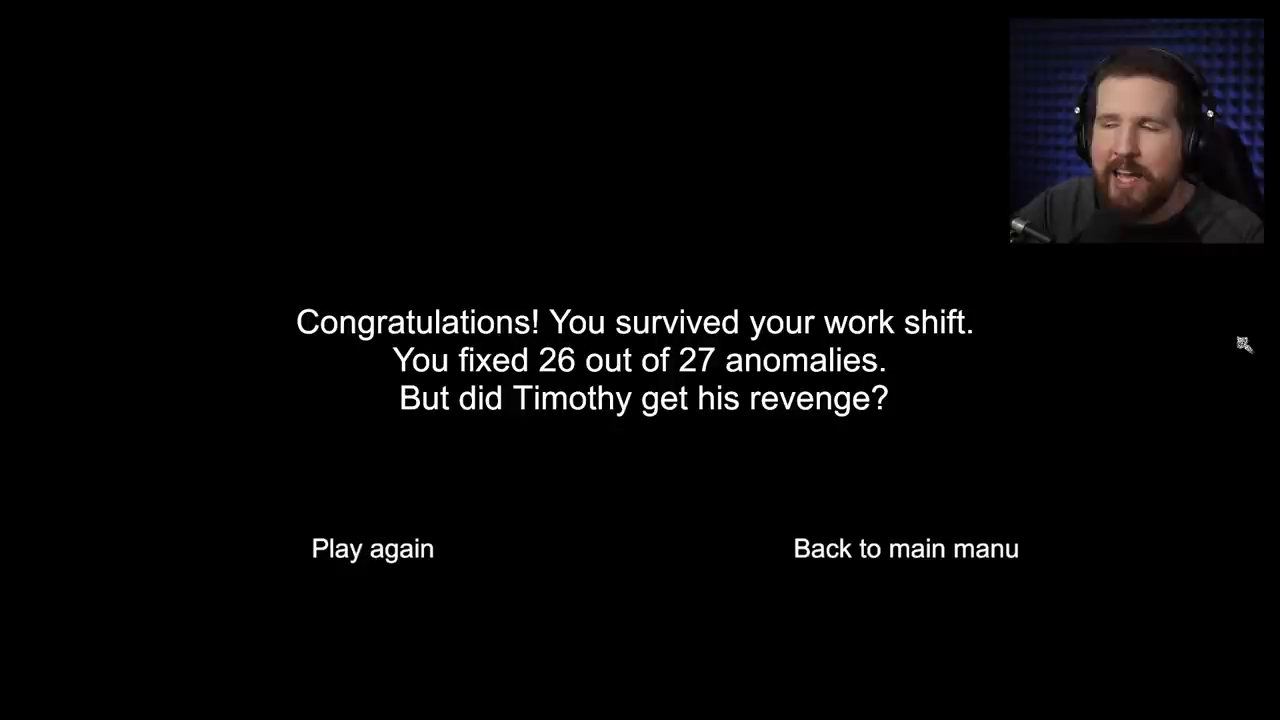 Congratulations! You survived your work shift.
You fixed 26 out of 27 anomalies.
But did Timothy get his revenge?
Play again
Back to main manu